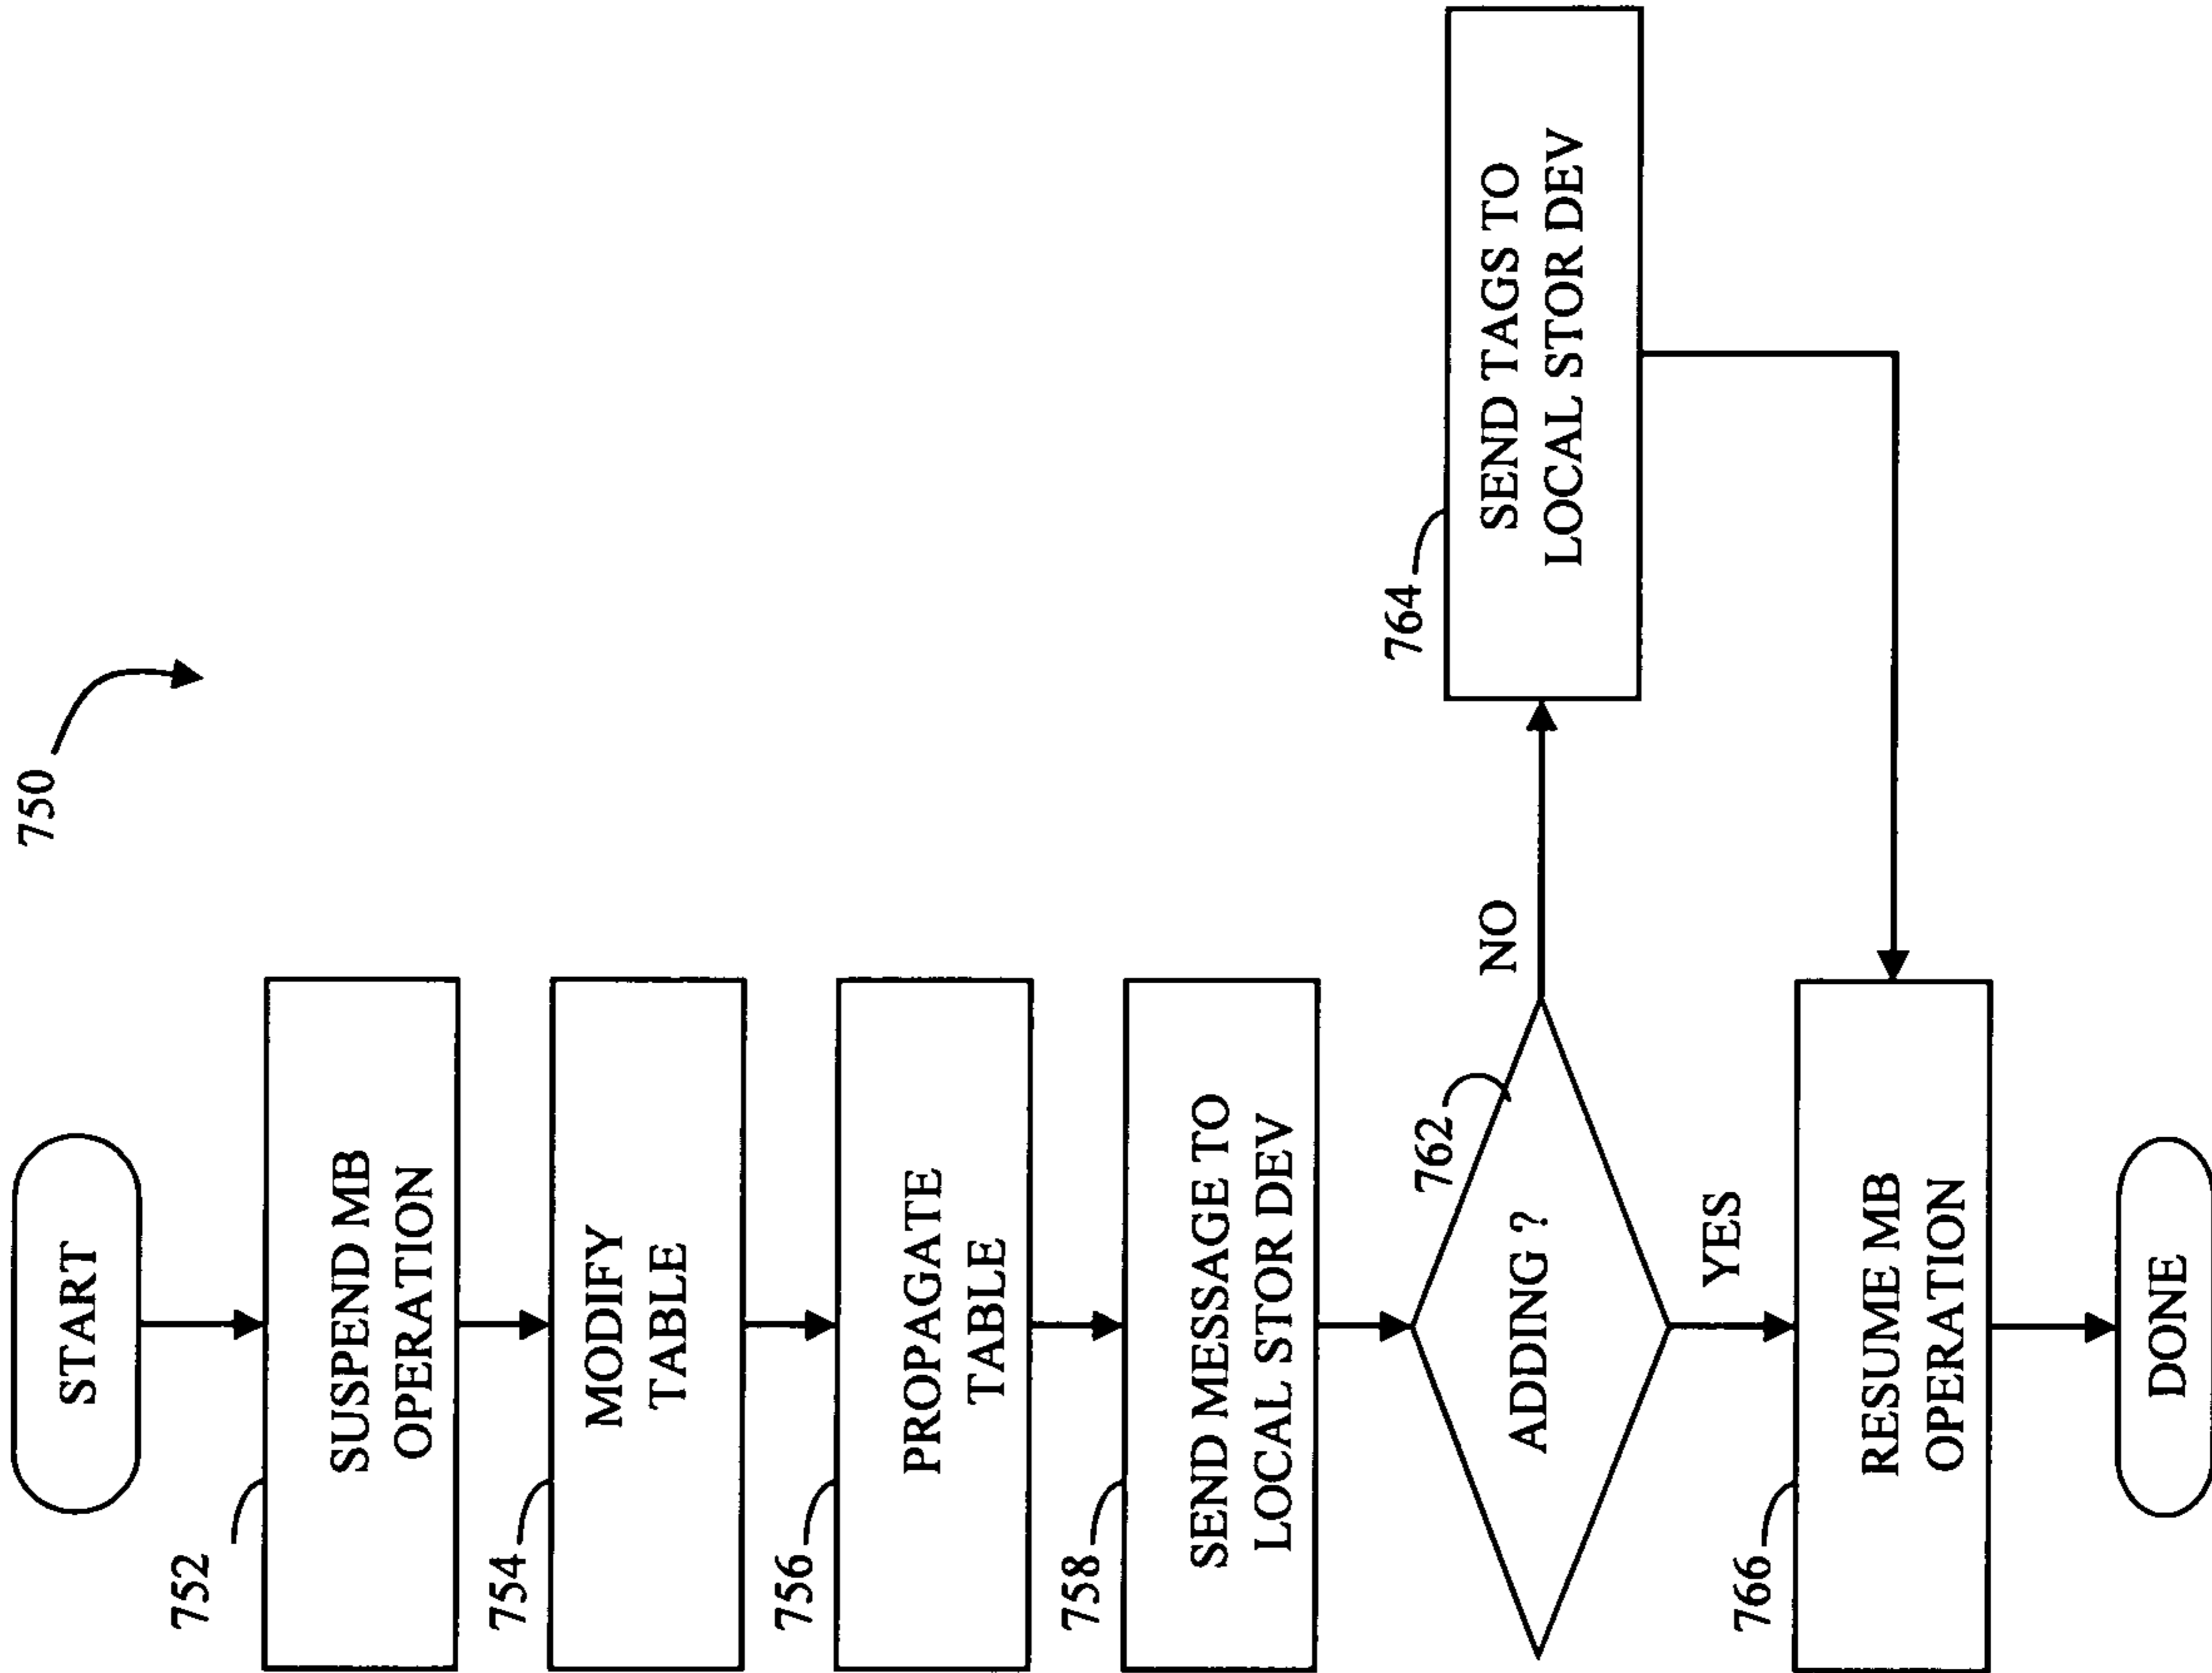 750
START
752
SUSPEND MB
OPERATION
754
MODIFY
TABLE
756
PROPAGATE
TABLE
758
SEND MESSAGE TO
LOCAL STOR DEV
762
ADDING ?
NO
764
SEND TAGS TO
LOCAL STOR DEV
YES
766
RESUME MB
OPERATION
DONE